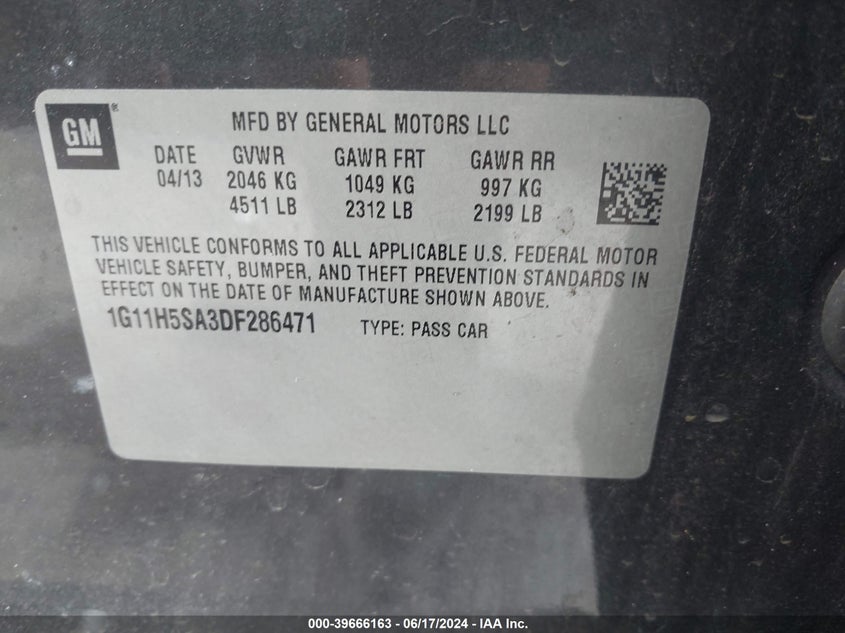 GM®
MFD BY GENERAL MOTORS LLC
DATE GVWR GAWR FRT GAWR RR
04/13 2046 KG 1049 KG 997 KG
4511 LB 2312 LB 2199 LB
THIS VEHICLE CONFORMS TO ALL APPLICABLE U.S. FEDERAL MOTOR
VEHICLE SAFETY, BUMPER, AND THEFT PREVENTION STANDARDS IN
EFFECT ON THE DATE OF MANUFACTURE SHOWN ABOVE.
1G11H5SA3DF286471 TYPE: PASS CAR
000-39666163 - 06/17/2024 - IAA Inc.